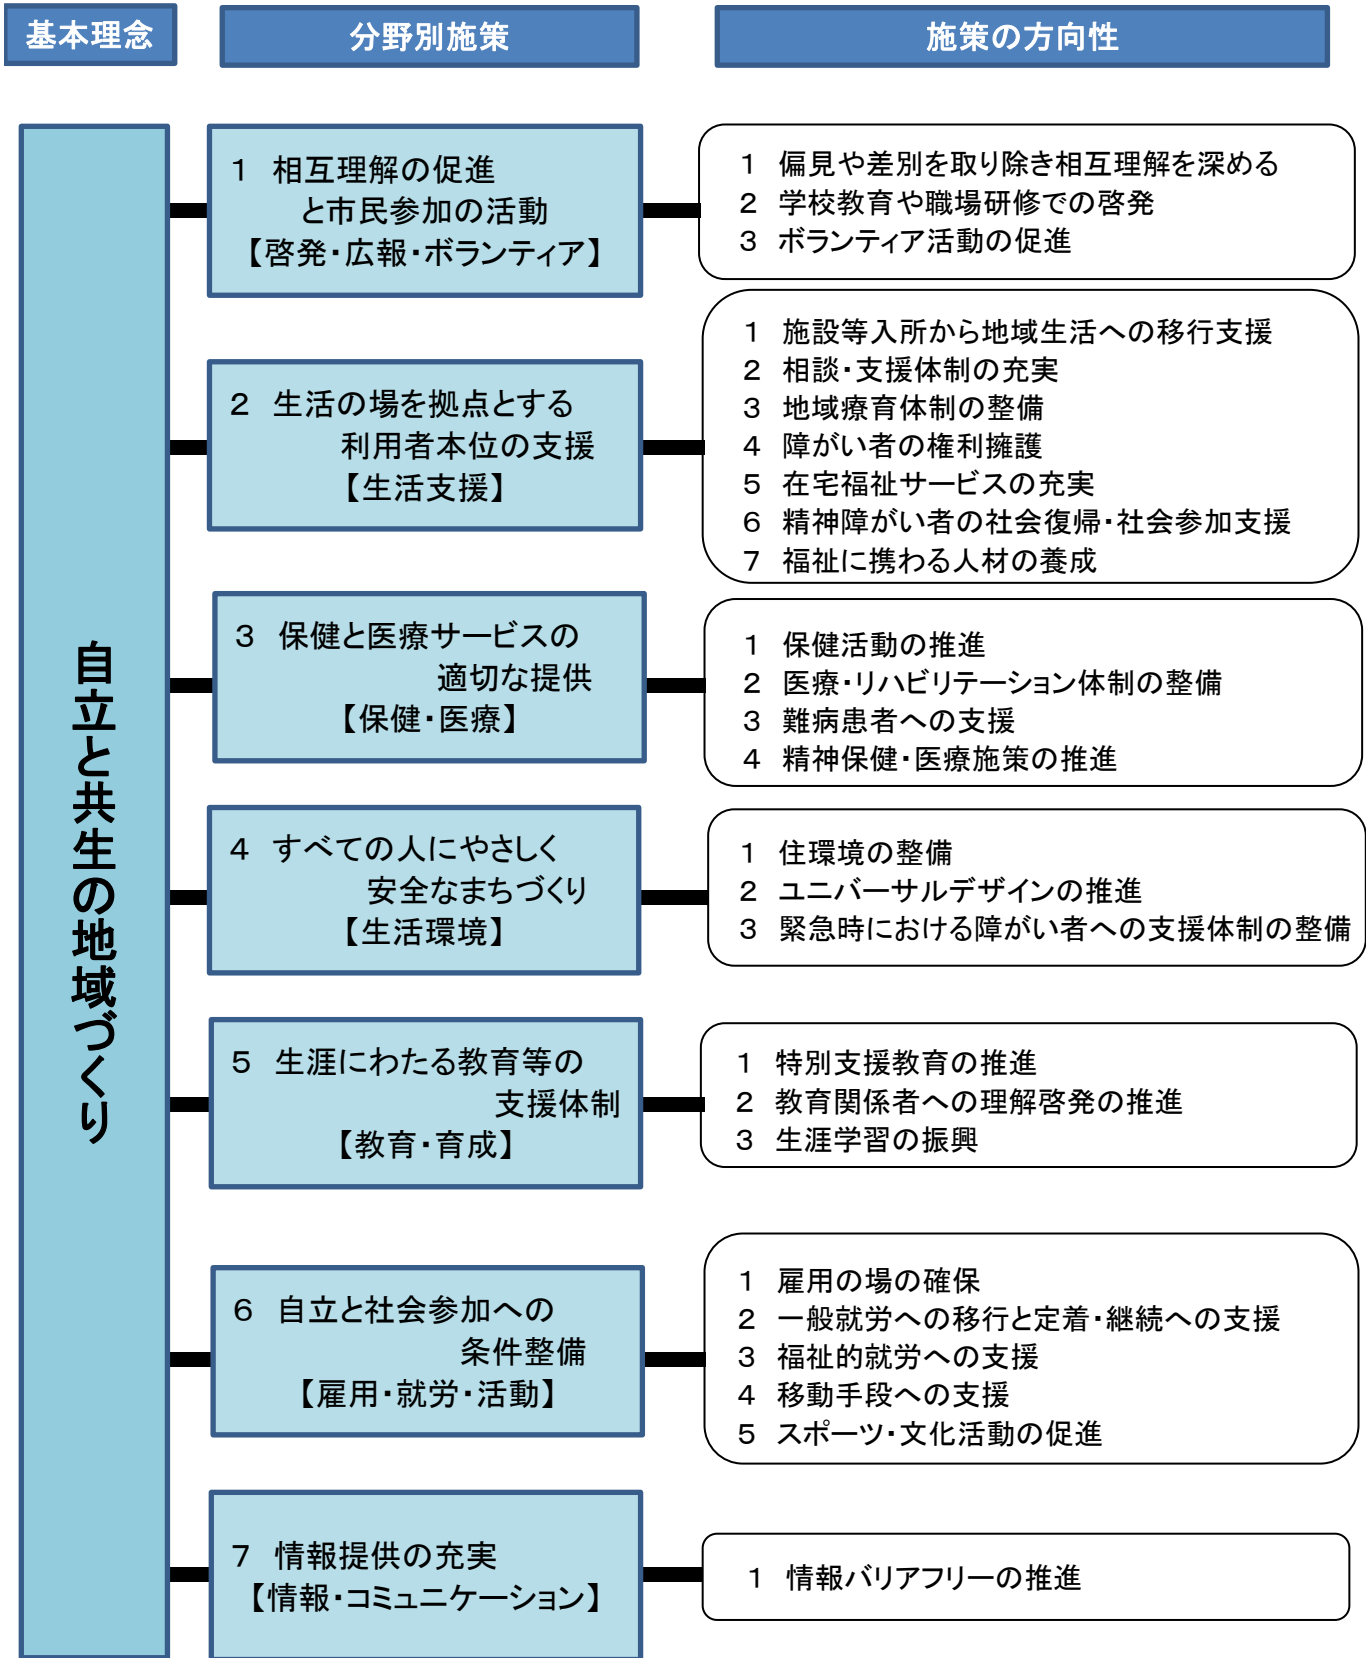 基本理念
分野別施策
施策の方向性
自立と共生の地域づくり
１ 相互理解の促進
と市民参加の活動
【啓発・広報・ボランティア】
１ 偏見や差別を取り除き相互理解を深める
２ 学校教育や職場研修での啓発
３ ボランティア活動の促進
２ 生活の場を拠点とする
利用者本位の支援
【生活支援】
１ 施設等入所から地域生活への移行支援
２ 相談・支援体制の充実
３ 地域療育体制の整備
４ 障がい者の権利擁護
５ 在宅福祉サービスの充実
６ 精神障がい者の社会復帰・社会参加支援
７ 福祉に携わる人材の養成
３ 保健と医療サービスの
適切な提供
【保健・医療】
１ 保健活動の推進
２ 医療・リハビリテーション体制の整備
３ 難病患者への支援
４ 精神保健・医療施策の推進
４ すべての人にやさしく
安全なまちづくり
【生活環境】
１ 住環境の整備
２ ユニバーサルデザインの推進
３ 緊急時における障がい者への支援体制の整備
５ 生涯にわたる教育等の
支援体制
【教育・育成】
１ 特別支援教育の推進
２ 教育関係者への理解啓発の推進
３ 生涯学習の振興
６ 自立と社会参加への
条件整備
【雇用・就労・活動】
１ 雇用の場の確保
２ 一般就労への移行と定着・継続への支援
３ 福祉的就労への支援
４ 移動手段への支援
５ スポーツ・文化活動の促進
７ 情報提供の充実
【情報・コミュニケーション】
１ 情報バリアフリーの推進